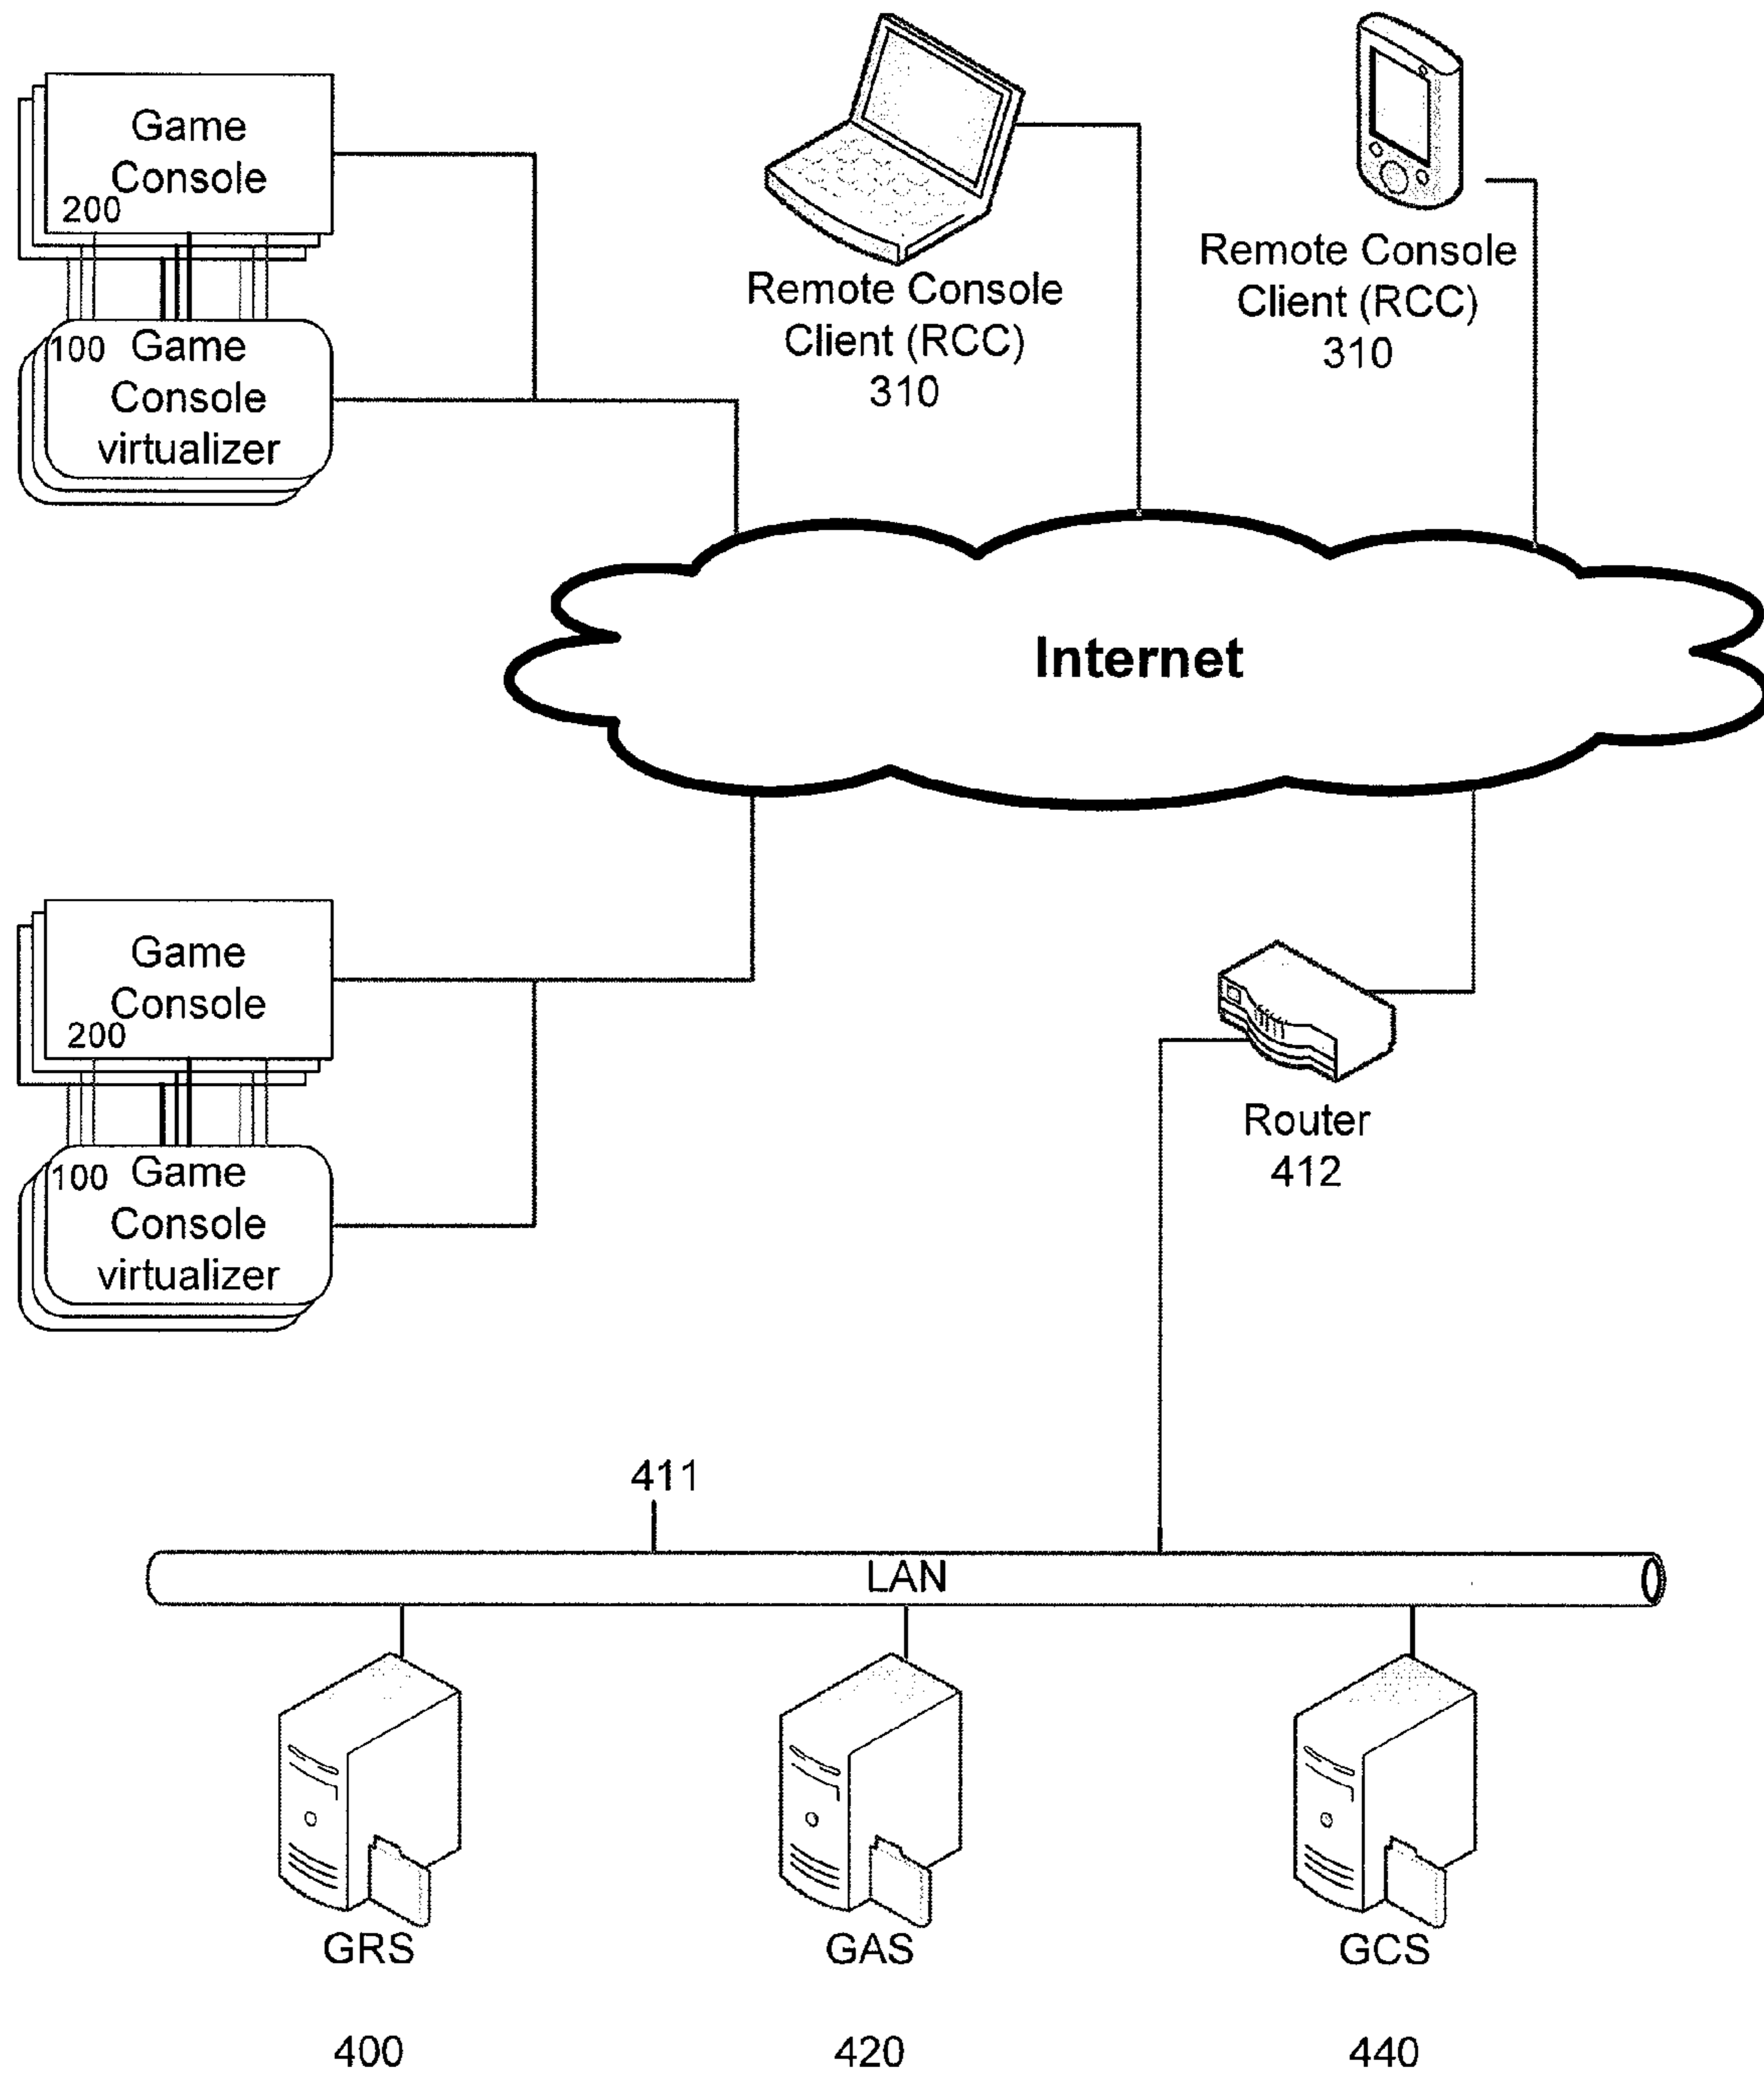 Game
Console
200
100 Game
Console
virtualizer
Remote Console
Client (RCC)
310
Remote Console
Client (RCC)
310
Internet
Game
Console
200
100 Game
Console
virtualizer
Router
412
411
LAN
GRS
GAS
GCS
400
420
440